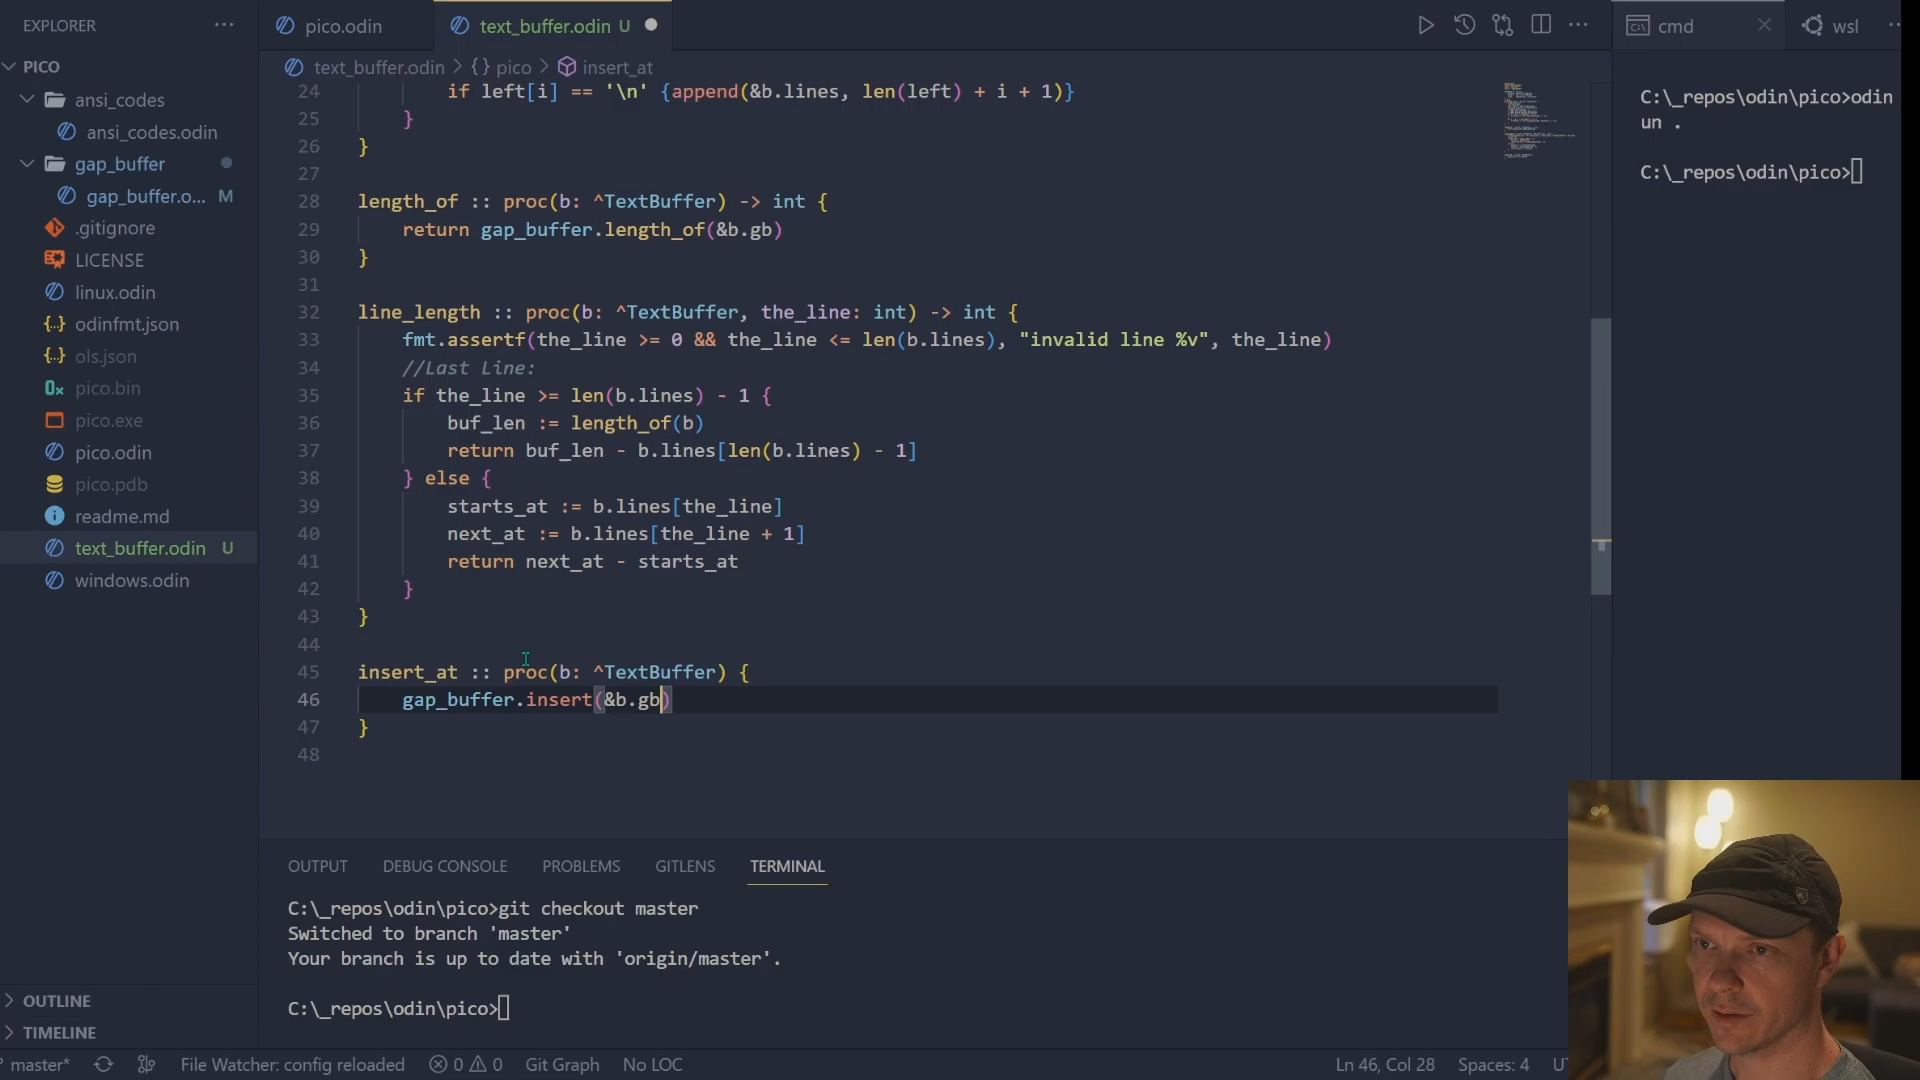 EXPLORER
PICO
ansi_codes
ansi_codes.odin
gap_buffer
gap_buffer.o... M
.gitignore
LICENSE
linux.odin
odinfmt.json
ols.json
pico.bin
pico.exe
pico.odin
pico.pdb
readme.md
text_buffer.odin U
windows.odin
OUTLINE
TIMELINE
pico.odin
text_buffer.odin U
text_buffer.odin > {} pico > insert_at
24 if left[i] == '\n' {append(&b.lines, len(left) + i + 1)}
25 }
26 }
27
28 length_of :: proc(b: ^TextBuffer) -> int {
29 return gap_buffer.length_of(&b.gb)
30 }
31
32 line_length :: proc(b: ^TextBuffer, the_line: int) -> int {
33 fmt.assertf(the_line >= 0 && the_line <= len(b.lines), "invalid line %v", the_line)
34 //Last Line:
35 if the_line >= len(b.lines) - 1 {
36 buf_len := length_of(b)
37 return buf_len - b.lines[len(b.lines) - 1]
38 } else {
39 starts_at := b.lines[the_line]
40 next_at := b.lines[the_line + 1]
41 return next_at - starts_at
42 }
43 }
44
45 insert_at :: proc(b: ^TextBuffer) {
46 gap_buffer.insert(&b.gb)
47 }
48
OUTPUT DEBUG CONSOLE PROBLEMS GITLENS TERMINAL
C:\_repos\odin\pico>git checkout master
Switched to branch 'master'
Your branch is up to date with 'origin/master'.
C:\_repos\odin\pico>
cmd
wsl
C:\_repos\odin\pico>odin
un .
C:\_repos\odin\pico>
master* File Watcher: config reloaded 0 0 Git Graph No LOC Ln 46, Col 28 Spaces: 4